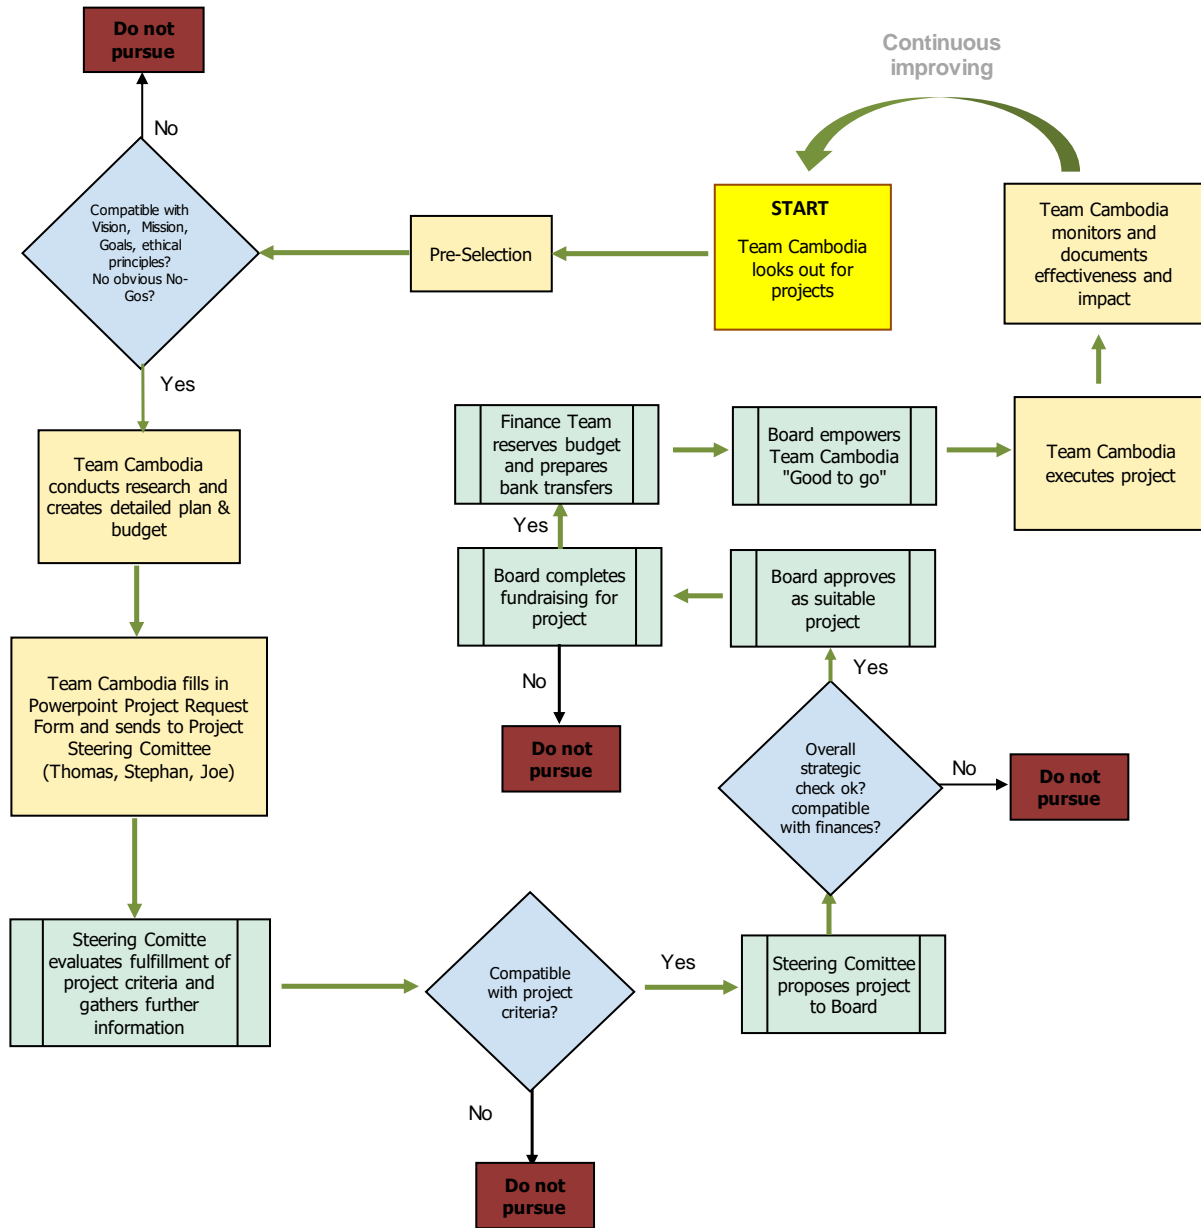 Do not
pursue
Continuous
improving
No
Compatible with
Vision, Mission,
Goals, ethical
principles?
No obvious No-
Gos?
Pre-Selection
START
Team Cambodia
looks out for
projects
Team Cambodia
monitors and
documents
effectiveness and
impact
Yes
Team Cambodia
conducts research and
creates detailed plan &
budget
Finance Team
reserves budget
and prepares
bank transfers
Board empowers
Team Cambodia
"Good to go"
Team Cambodia
executes project
Yes
Board completes
fundraising for
project
Board approves
as suitable
project
Team Cambodia fills in
Powerpoint Project Request
Form and sends to Project
Steering Comittee
(Thomas, Stephan, Joe)
No
Yes
Do not
pursue
Overall
strategic
check ok?
compatible
with finances?
No
Do not
pursue
Steering Comitte
evaluates fulfillment of
project criteria and
gathers further
information
Compatible
with project
criteria?
Yes
Steering Comittee
proposes project
to Board
No
Do not
pursue